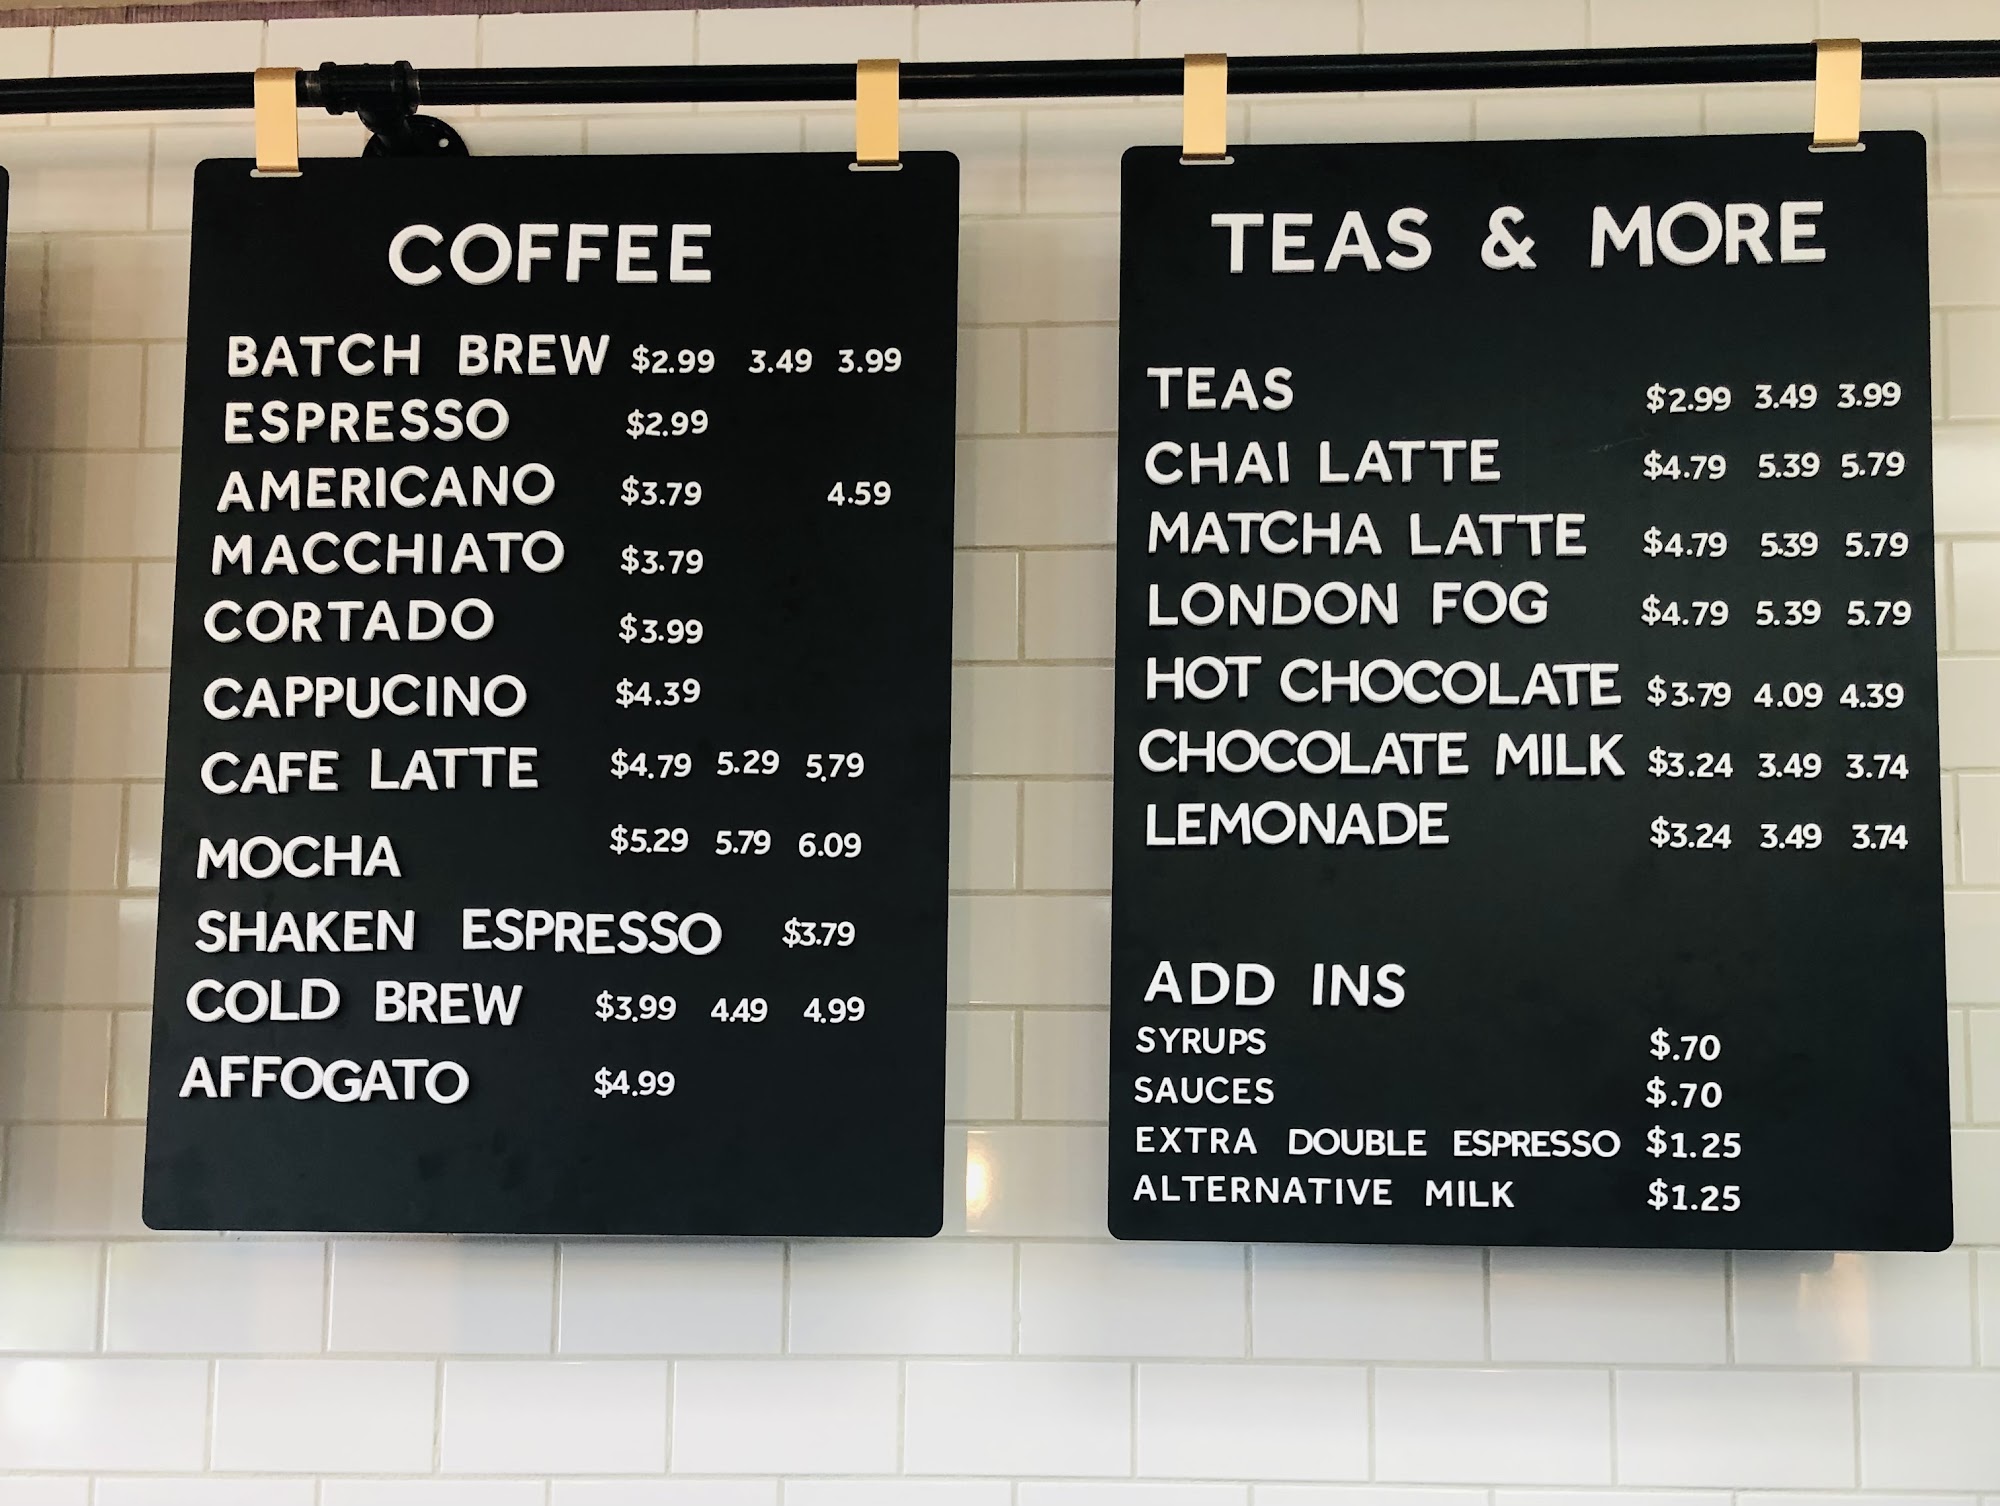 COFFEE
BATCH BREW $2.99 3.49 3.99
ESPRESSO $2.99
AMERICANO $3.79 4.59
MACCHIATO $3.79
CORTADO $3.99
CAPPUCINO $4.39
CAFE LATTE $4.79 5.29 5.79
MOCHA $5.29 5.79 6.09
SHAKEN ESPRESSO $3.79
COLD BREW $3.99 4.49 4.99
AFFOGATO $4.99
TEAS & MORE
TEAS $2.99 3.49 3.99
CHAI LATTE $4.79 5.39 5.79
MATCHA LATTE $4.79 5.39 5.79
LONDON FOG $4.79 5.39 5.79
HOT CHOCOLATE $3.79 4.09 4.39
CHOCOLATE MILK $3.24 3.49 3.74
LEMONADE $3.24 3.49 3.74
ADD INS
SYRUPS $.70
SAUCES $.70
EXTRA DOUBLE ESPRESSO $1.25
ALTERNATIVE MILK $1.25